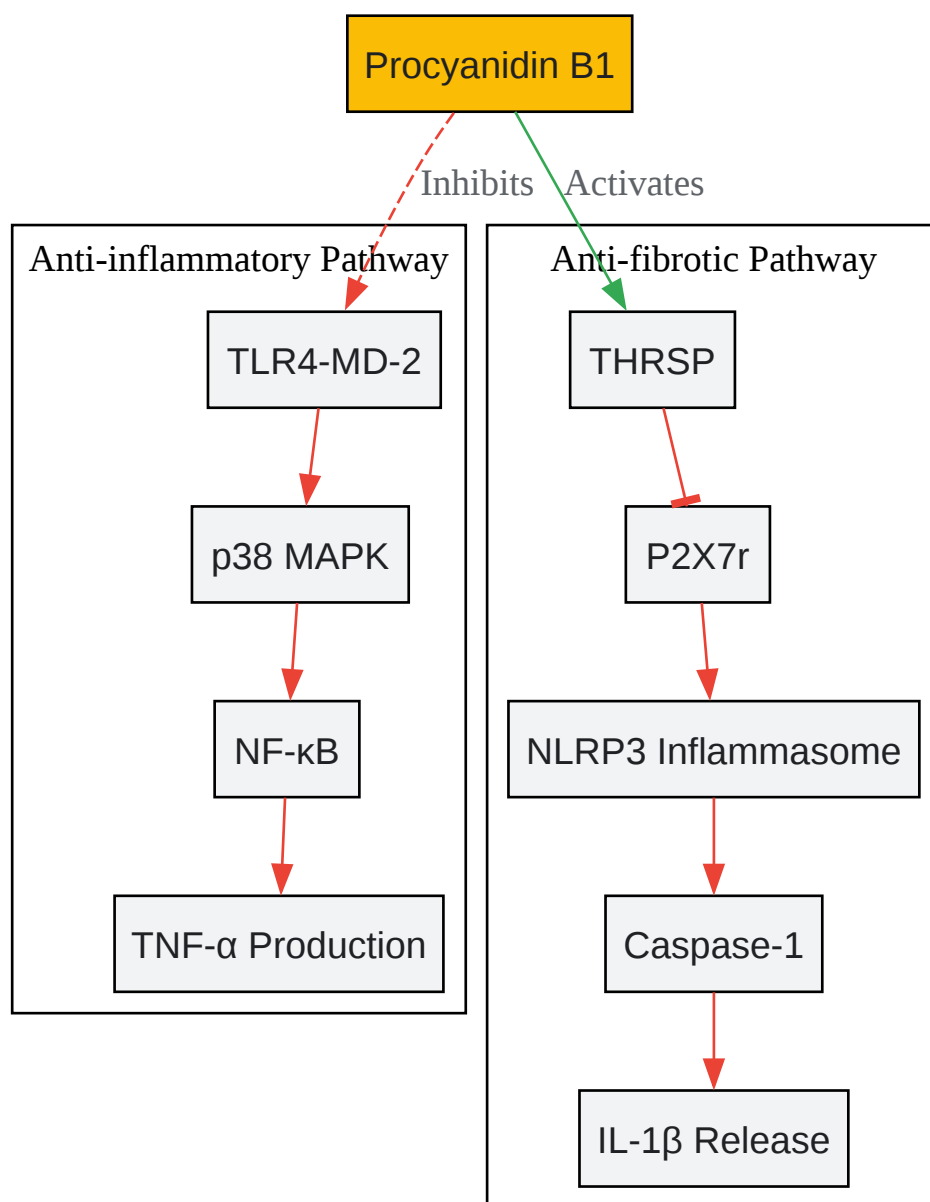 Procyanidin B1
Inhibits
Activates
Anti-inflammatory Pathway
TLR4-MD-2
p38 MAPK
NF-κB
TNF-α Production
Anti-fibrotic Pathway
THRSP
P2X7r
NLRP3 Inflammasome
Caspase-1
IL-1β Release